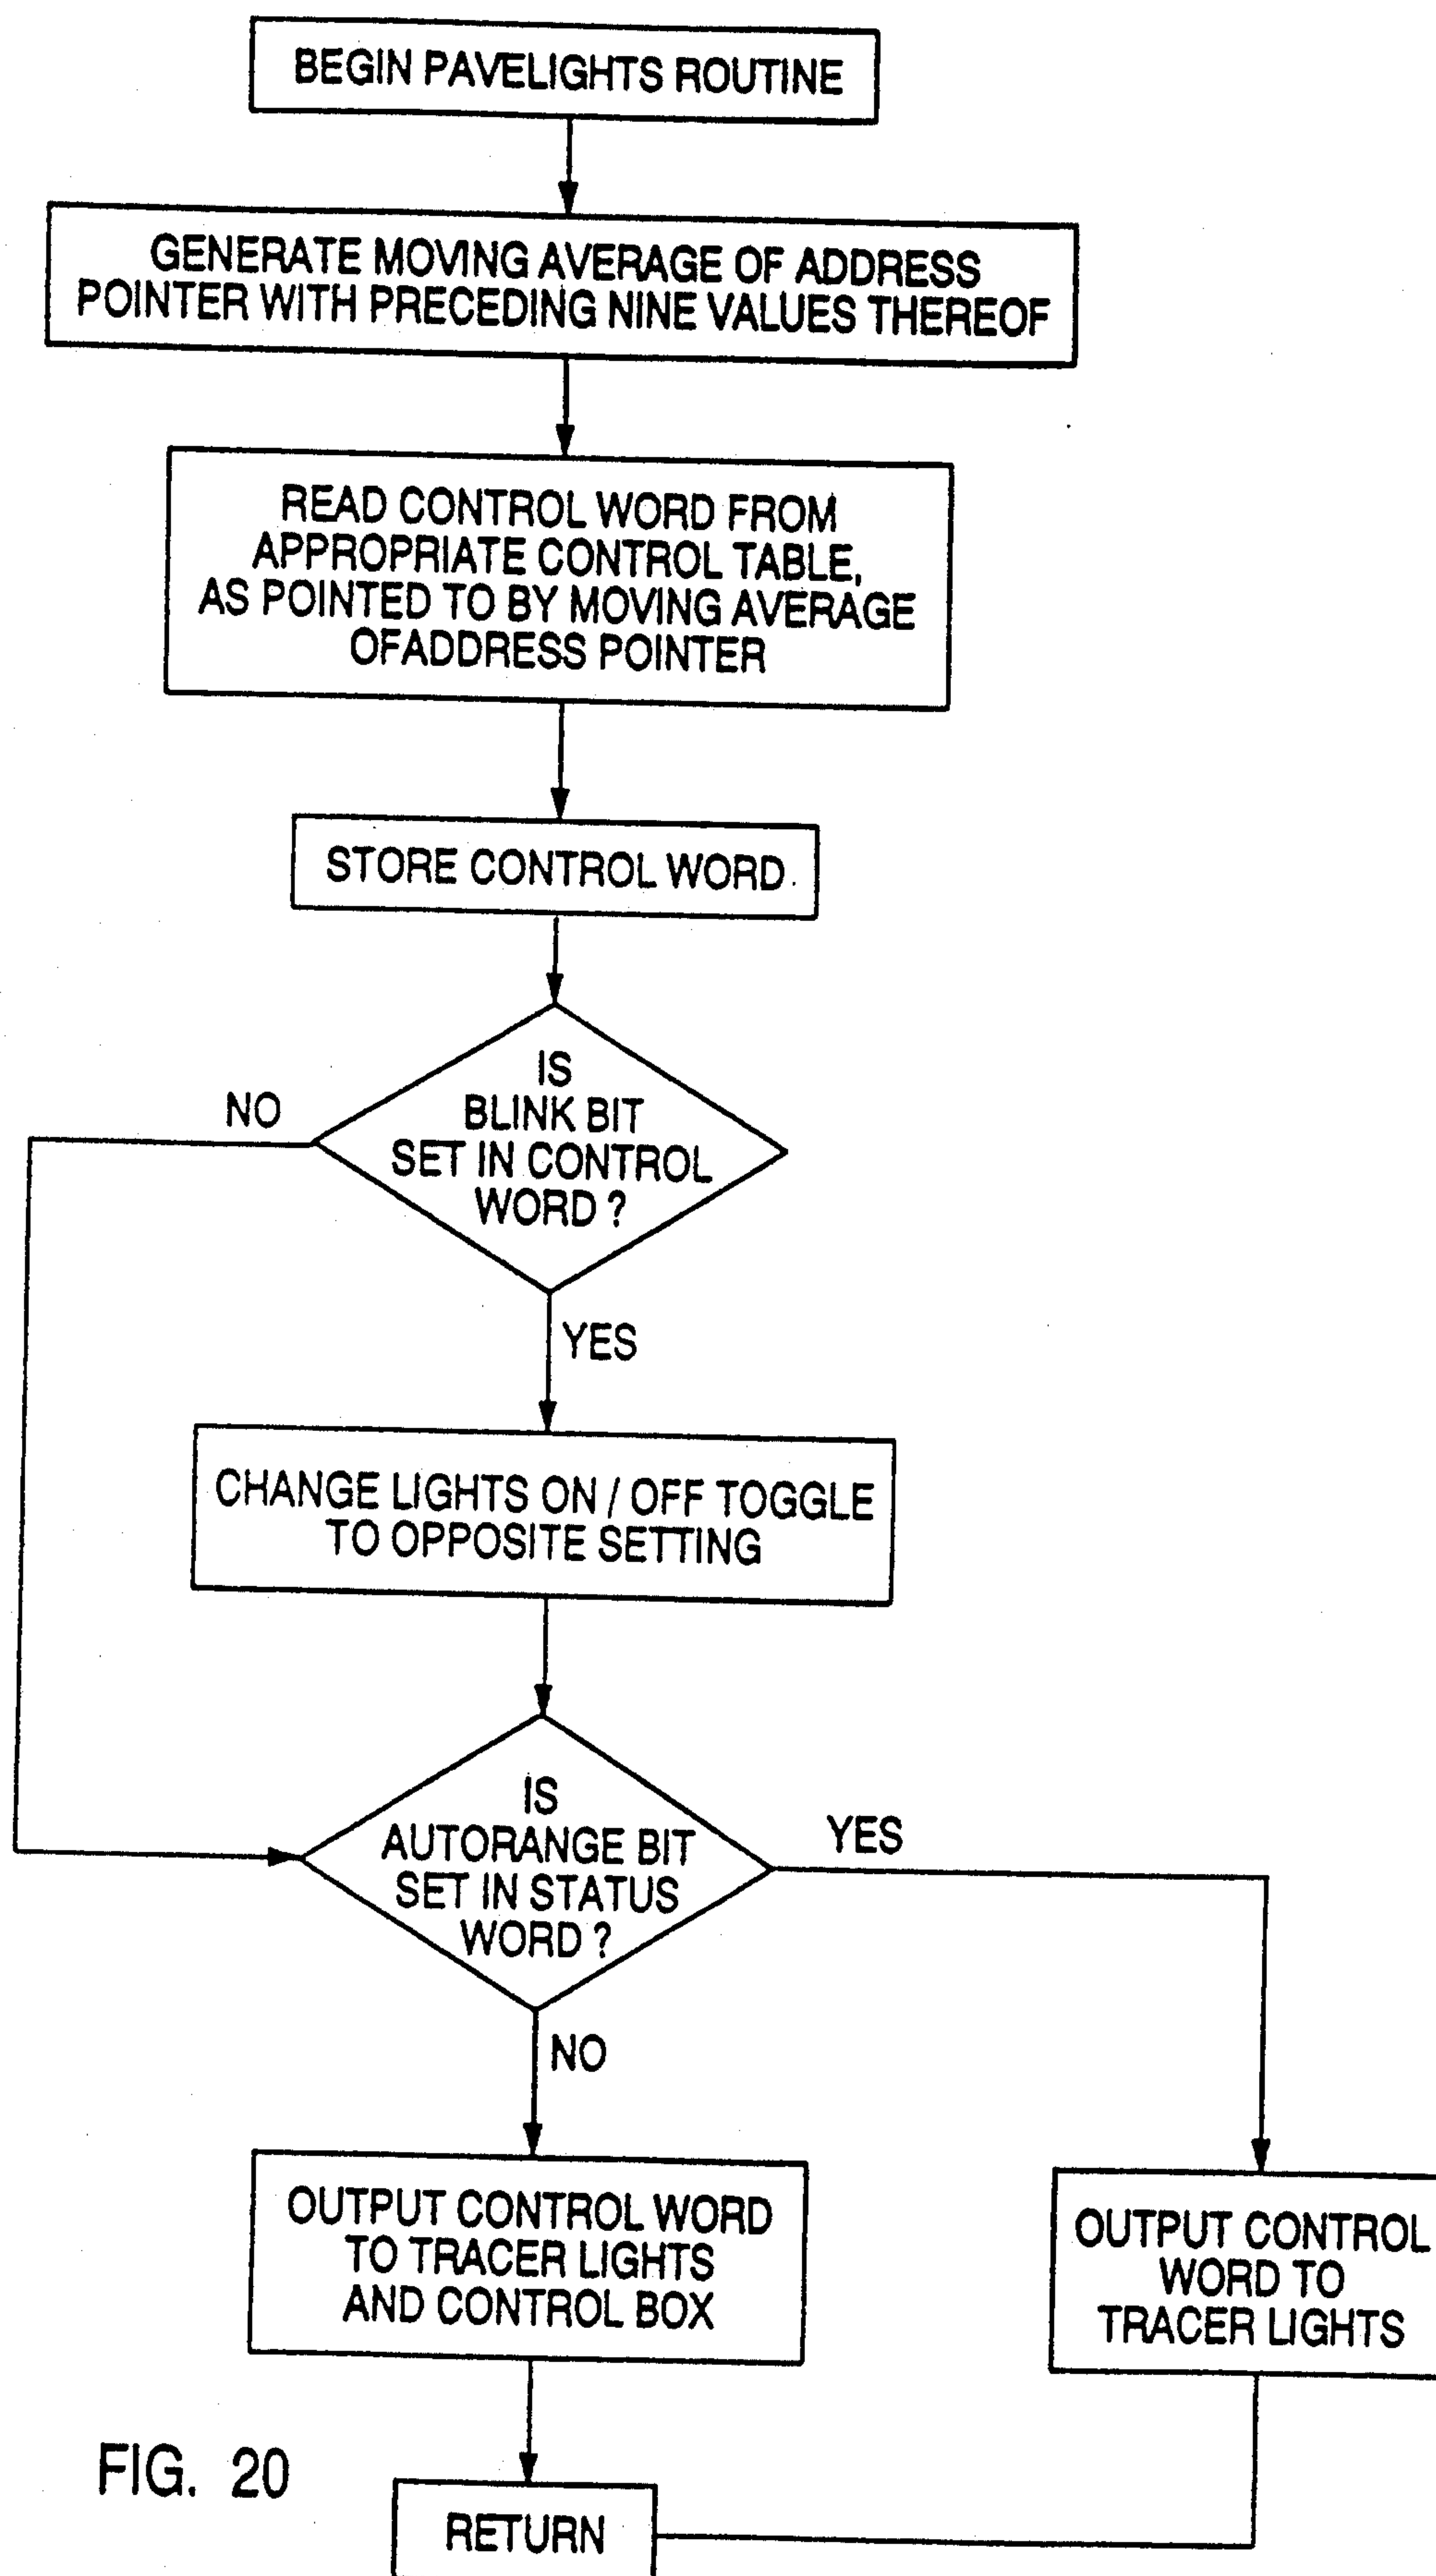 BEGIN PAVELIGHTS ROUTINE
GENERATE MOVING AVERAGE OF ADDRESS
POINTER WITH PRECEDING NINE VALUES THEREOF
READ CONTROL WORD FROM
APPROPRIATE CONTROL TABLE,
AS POINTED TO BY MOVING AVERAGE
OFADDRESS POINTER
STORE CONTROL WORD
IS
BLINK BIT
SET IN CONTROL
WORD ?
NO
YES
CHANGE LIGHTS ON / OFF TOGGLE
TO OPPOSITE SETTING
IS
AUTORANGE BIT
SET IN STATUS
WORD ?
YES
NO
OUTPUT CONTROL WORD
TO TRACER LIGHTS
AND CONTROL BOX
OUTPUT CONTROL
WORD TO
TRACER LIGHTS
RETURN
FIG. 20